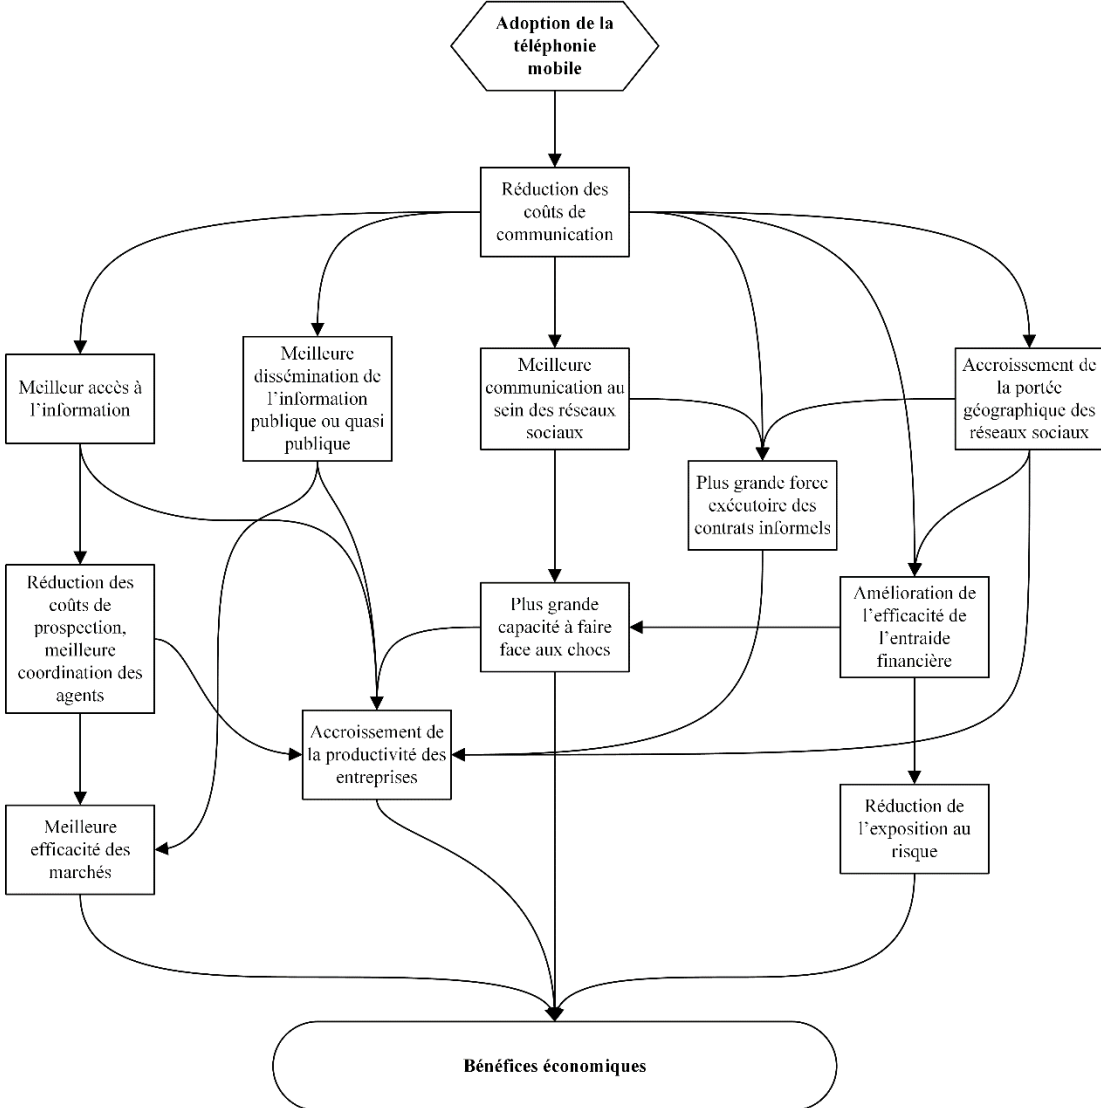 Adoption de la
téléphonie
mobile
Réduction des
coûts de
communication
Meilleur accès à
l’information
Meilleure
dissémination de
l’information
publique ou quasi
publique
Meilleure
communication au
sein des réseaux
sociaux
Accroissement de
la portée
géographique des
réseaux sociaux
Plus grande force
exécutoire des
contrats informels
Réduction des
coûts de
prospection,
meilleure
coordination des
agents
Plus grande
capacité à faire
face aux chocs
Amélioration de
l’efficacité de
l’entraide
financière
Accroissement de
la productivité des
entreprises
Meilleure
efficacité des
marchés
Réduction de
l’exposition au
risque
Bénéfices économiques